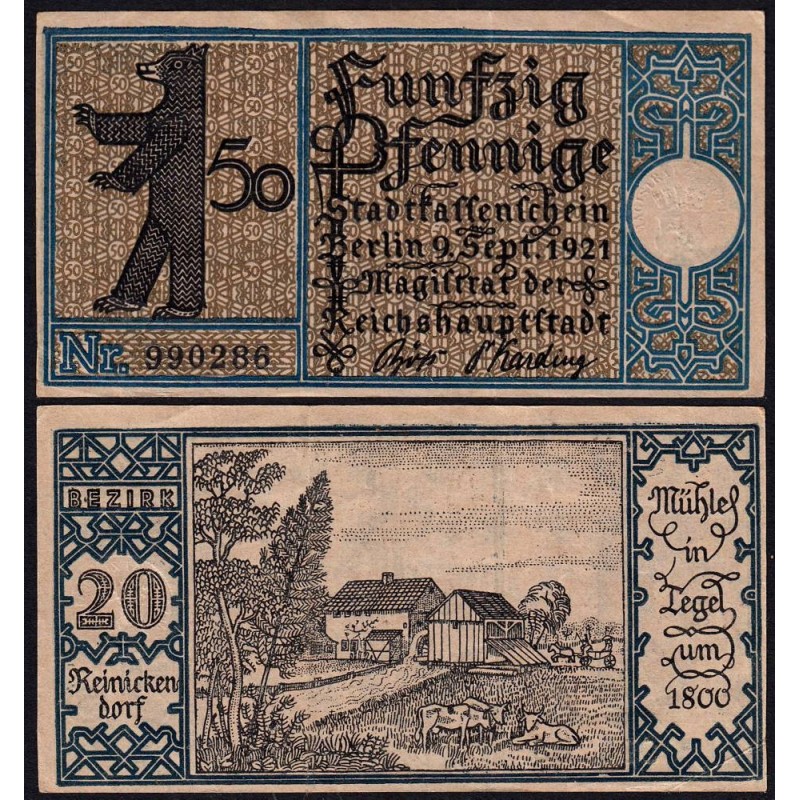 50
Funfzig
Pfennige
Stadtkassenschein
Berlin 9. Sept. 1921
Magistrat der
Reichshauptstadt
Nr. 990286
BEZIRK
20
Reinicken
dorf
Mühle
in
Tegel
um
1800